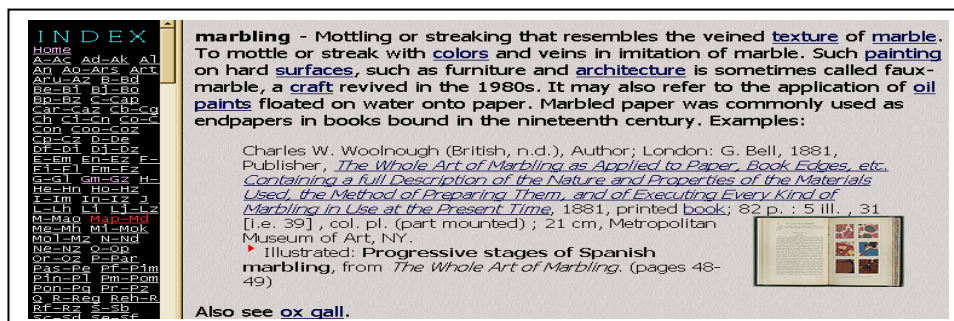 INDEX
Home
A-Ac Ad-Ak Al
An Ao-Ars Art
Aru-Az B-Bd
Be-Bi Bj-Bo
Bp-Bz C-Cap
Car-Caz Cb-Cg
Ch Ci-Cn Co-C
Con Coo-Coz
Cp-Cz D-De
Df-Di Dj-Dz
E-Em En-Ez F-
Fi-Fl Fm-Fz
G-Gl Gm-Gz H-
He-Hn Ho-Hz
I-Im In-Iz J
L-Lh Li Lj-Lz
M-Mao Map-Md
Me-Mh Mi-Mok
Mol-Mz N-Nd
Ne-Nz O-Op
Or-Oz P-Par
Pas-Pe Pf-Pim
Pin-Pl Pm-Pom
Pon-Pq Pr-Pz
Q R-Reg Reh-R
Rf-Rz S-Sb
Sc-Sd Se-Sf
marbling - Mottling or streaking that resembles the veined texture of marble.
To mottle or streak with colors and veins in imitation of marble. Such painting
on hard surfaces, such as furniture and architecture is sometimes called faux-
marble, a craft revived in the 1980s. It may also refer to the application of oil
paints floated on water onto paper. Marbled paper was commonly used as
endpapers in books bound in the nineteenth century. Examples:
Charles W. Woolnough (British, n.d.), Author; London: G. Bell, 1881,
Publisher, The Whole Art of Marbling as Applied to Paper, Book Edges, etc.
Containing a full Description of the Nature and Properties of the Materials
Used, the Method of Preparing Them, and of Executing Every Kind of
Marbling in Use at the Present Time, 1881, printed book; 82 p. : 5 ill. , 31
[i.e. 39] , col. pl. (part mounted) ; 21 cm, Metropolitan
Museum of Art, NY.
Illustrated: Progressive stages of Spanish
marbling, from The Whole Art of Marbling. (pages 48-
49)
Also see ox gall.